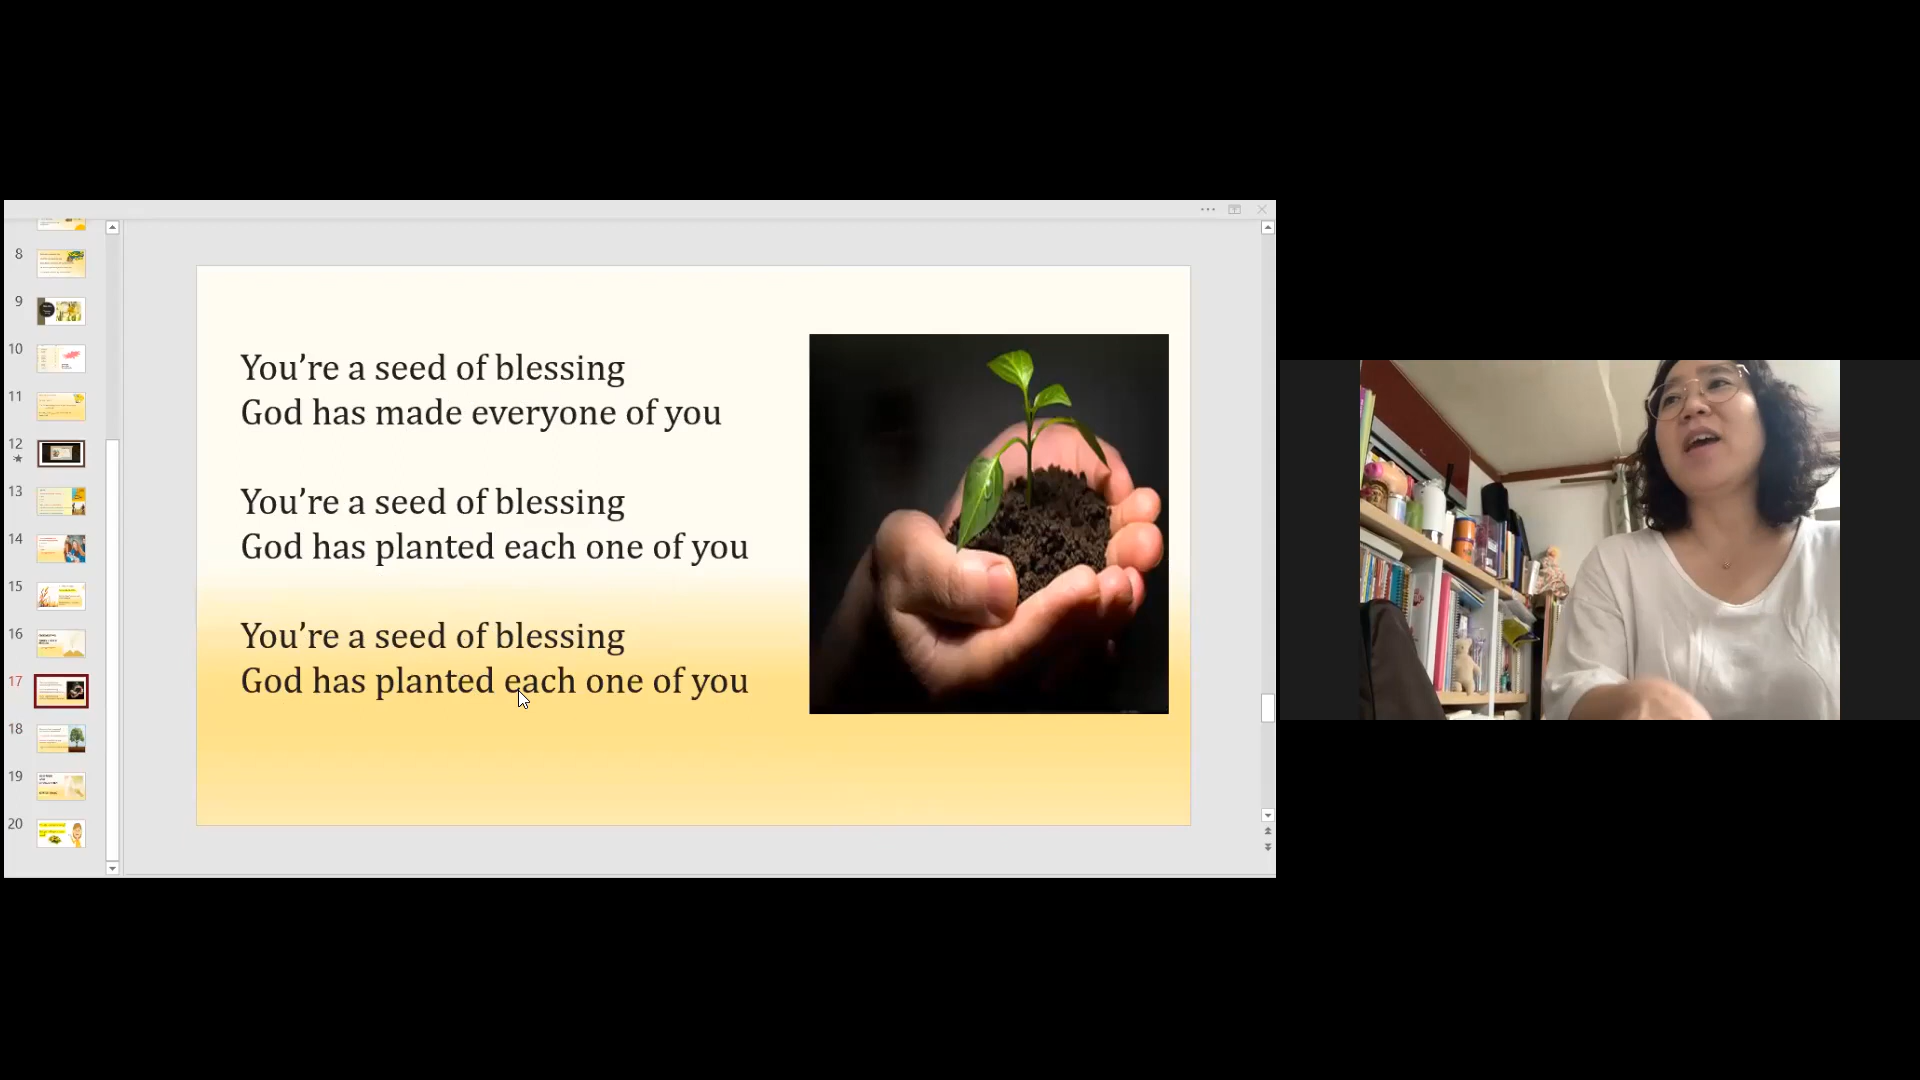 8
9
10
11
12
13
14
15
16
17
18
19
20
You’re a seed of blessing
God has made everyone of you
You’re a seed of blessing
God has planted each one of you
You’re a seed of blessing
God has planted each one of you